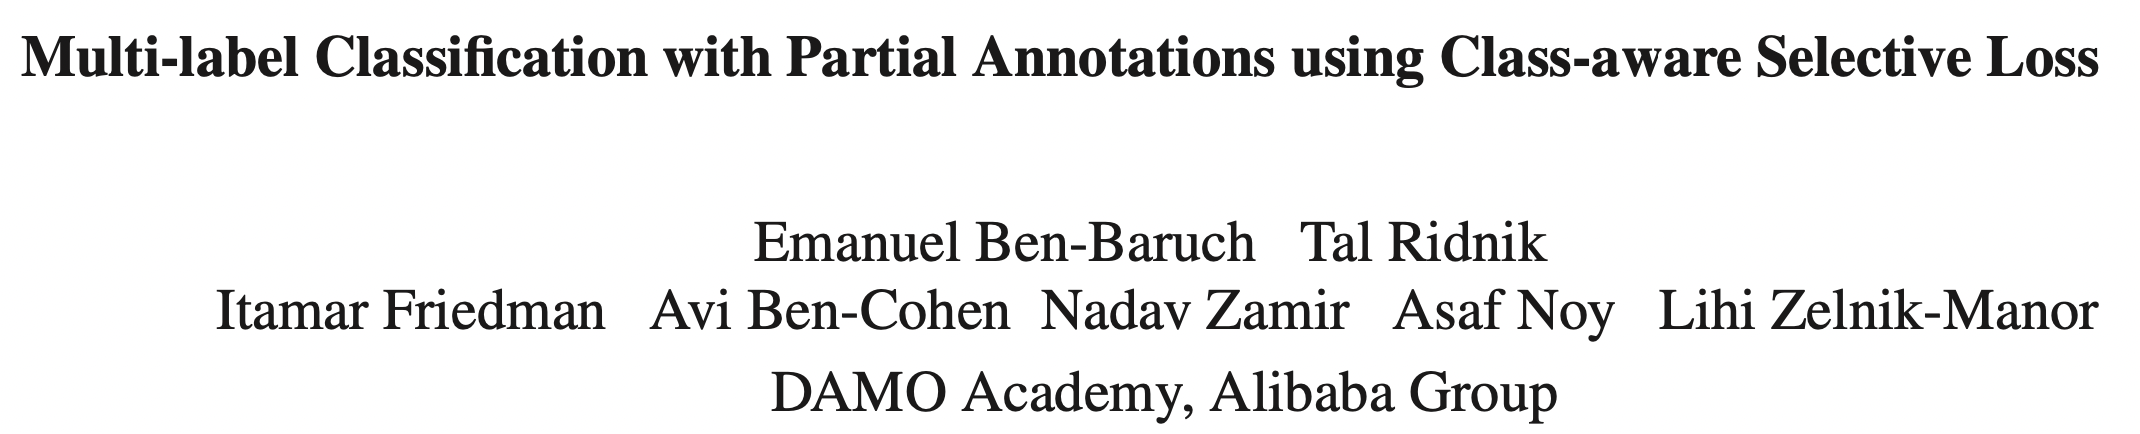 Multi-label Classification with Partial Annotations using Class-aware Selective Loss
Emanuel Ben-Baruch Tal Ridnik
Itamar Friedman Avi Ben-Cohen Nadav Zamir Asaf Noy Lihi Zelnik-Manor
DAMO Academy, Alibaba Group